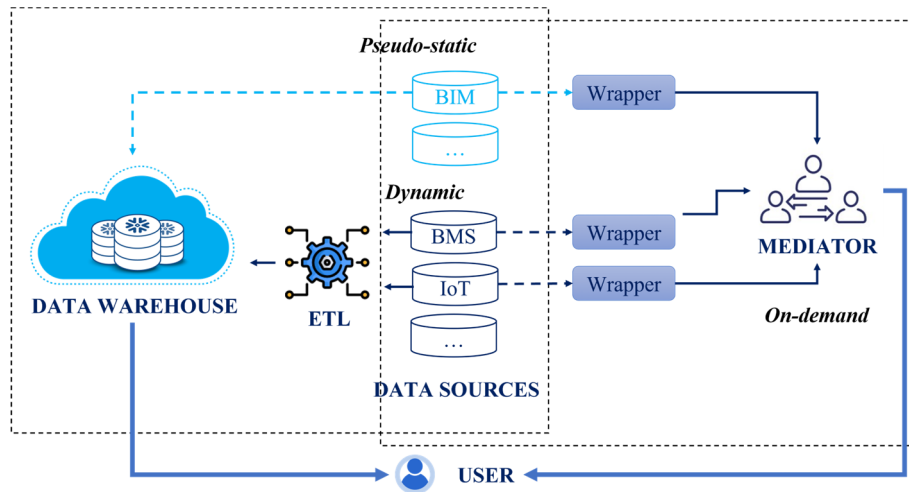 Pseudo-static
BIM
Wrapper
...
Dynamic
BMS
Wrapper
MEDIATOR
IoT
Wrapper
DATA WAREHOUSE
ETL
On-demand
...
DATA SOURCES
USER